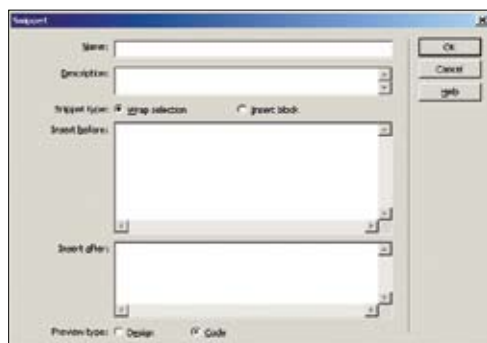 Snippet
Name:
OK
Description:
Cancel
Help
Snippet type: Wrap selection Insert block
Insert before:
Insert after:
Preview type: Design Code